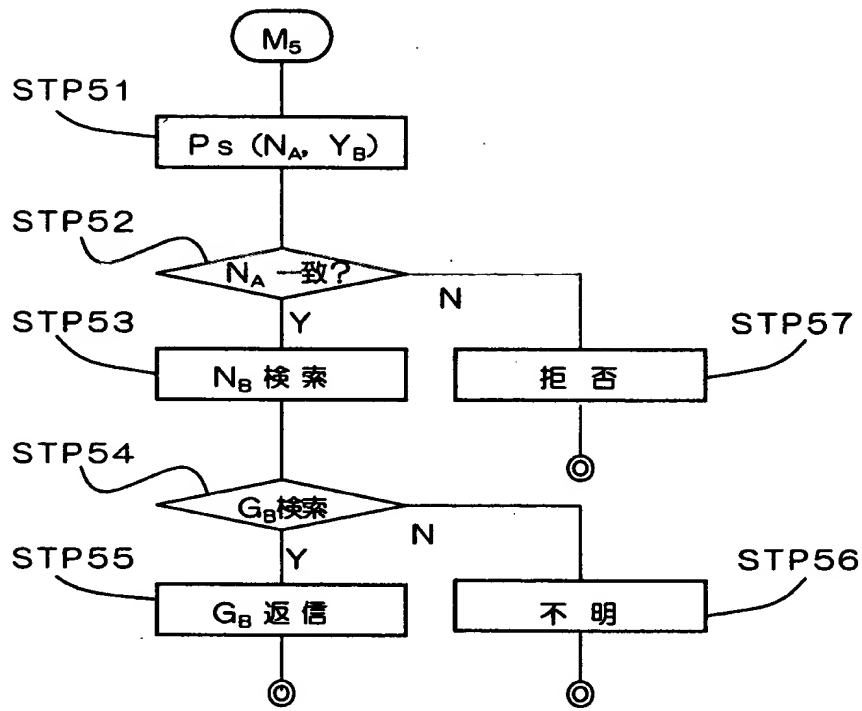 M5
STP51
Ps (NA, YB)
STP52
NA 一致?
N
Y
STP53
STP57
NB 検索
拒否
STP54
GB検索
N
Y
STP55
STP56
GB 返信
不明